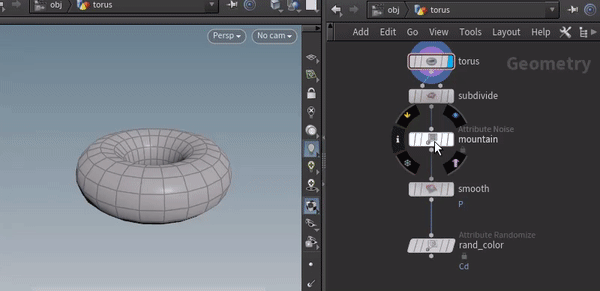 obj torus
Persp No cam
obj torus
Add Edit Go View Tools Layout Help
Geometry
torus
subdivide
Attribute Noise
mountain
smooth
P
Attribute Randomize
rand_color
Cd